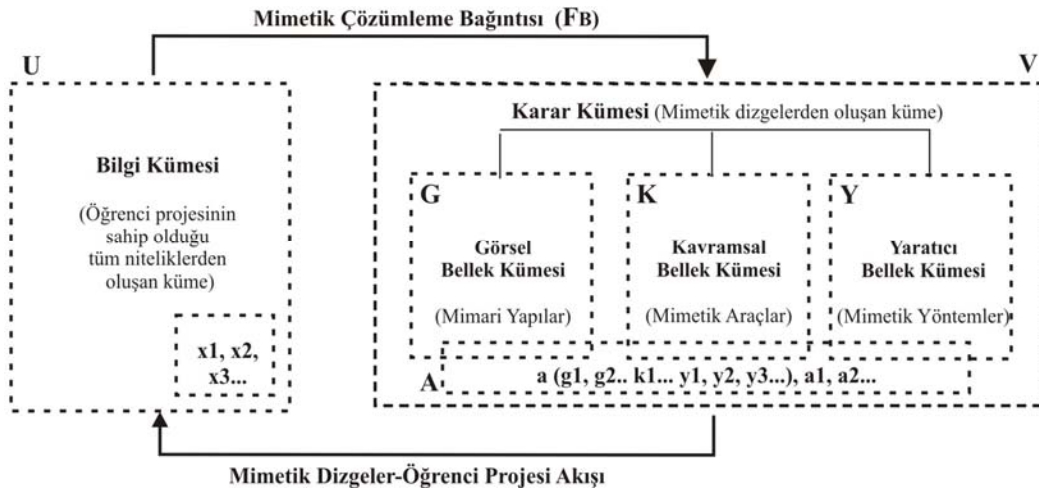 Mimetik Çözümleme Bağıntısı (FB)
U
V
Karar Kümesi (Mimetik dizgelerden oluşan küme)
Bilgi Kümesi
(Öğrenci projesinin
sahip olduğu
tüm niteliklerden
oluşan küme)
x1, x2,
x3...
G
Görsel
Bellek Kümesi
(Mimari Yapılar)
K
Kavramsal
Bellek Kümesi
(Mimetik Araçlar)
Y
Yaratıcı
Bellek Kümesi
(Mimetik Yöntemler)
A
a (g1, g2.. k1... y1, y2, y3...), a1, a2...
Mimetik Dizgeler-Öğrenci Projesi Akışı